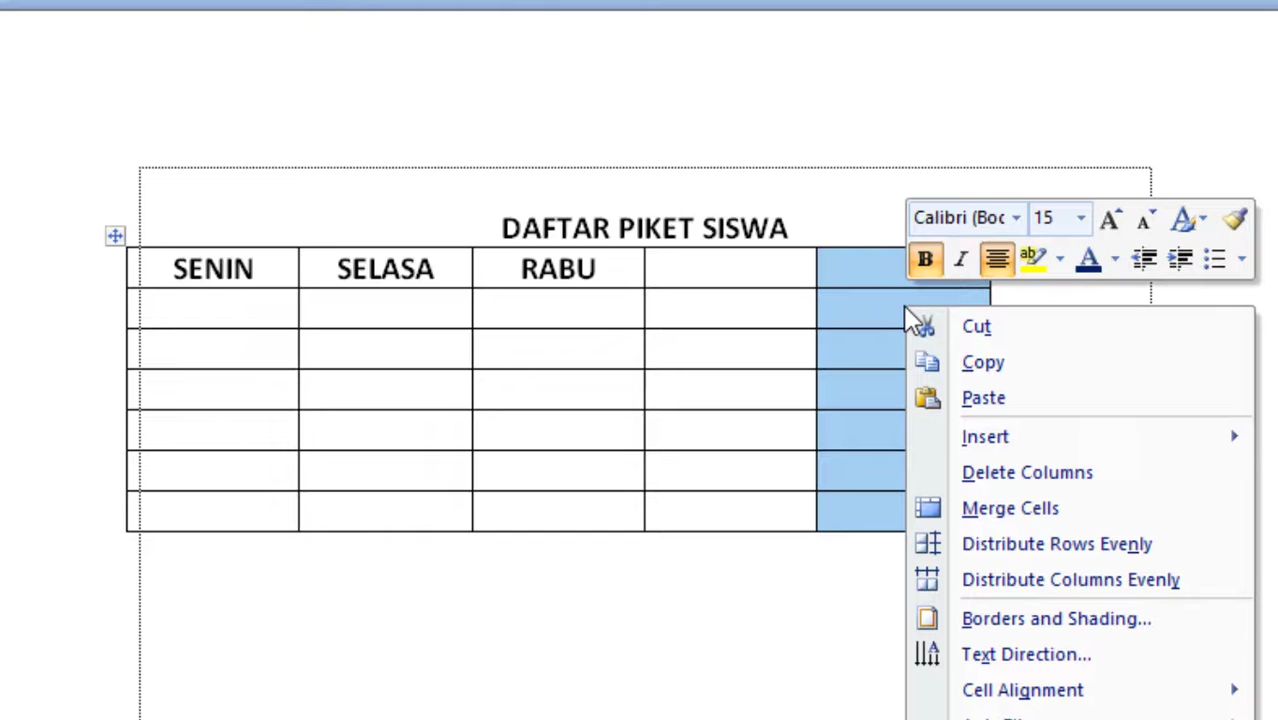 DAFTAR PIKET SISWA
SENIN SELASA RABU
Calibri (Boc 15
B I
Cut
Copy
Paste
Insert
Delete Columns
Merge Cells
Distribute Rows Evenly
Distribute Columns Evenly
Borders and Shading...
Text Direction...
Cell Alignment